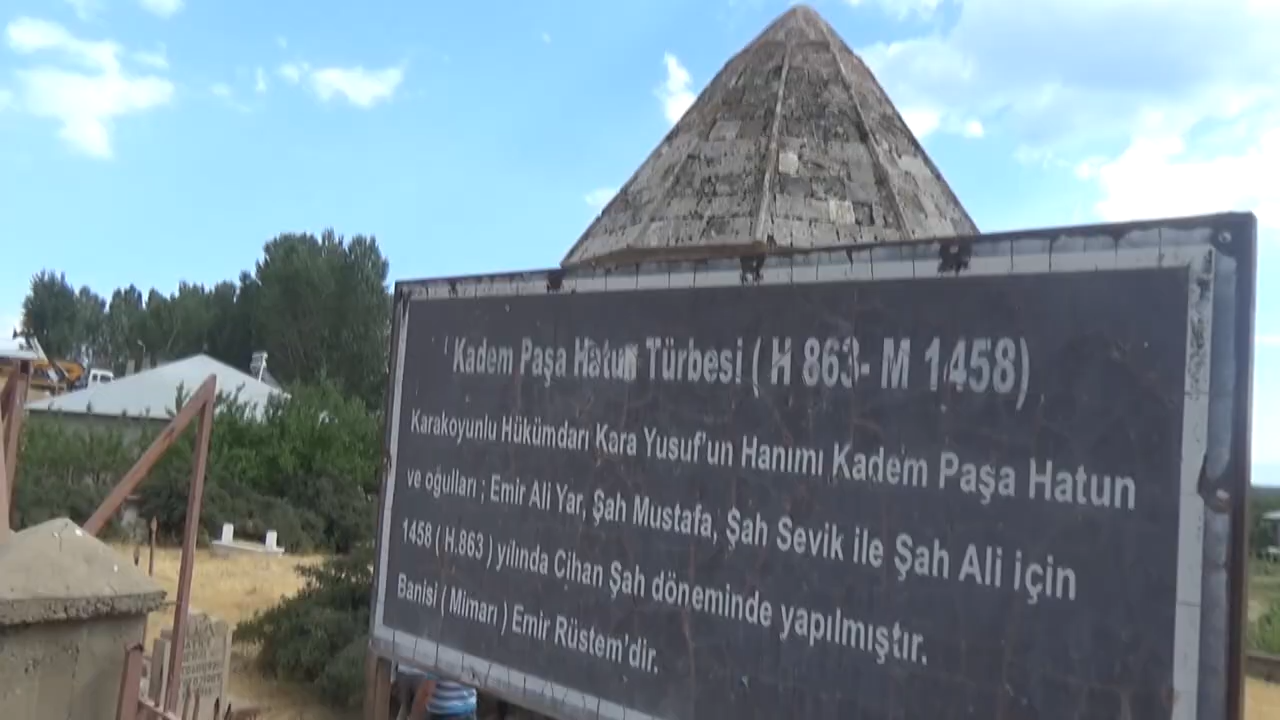 Kadem Paşa Hatun Türbesi ( H 863- M 1458)
Karakoyunlu Hükümdarı Kara Yusuf'un Hanımı Kadem Paşa Hatun
ve oğulları ; Emir Ali Yar, Şah Mustafa, Şah Sevik ile Şah Ali için
1458 ( H.863 ) yılında Cihan Şah döneminde yapılmıştır.
Banisi ( Mimarı ) Emir Rüstem'dir.